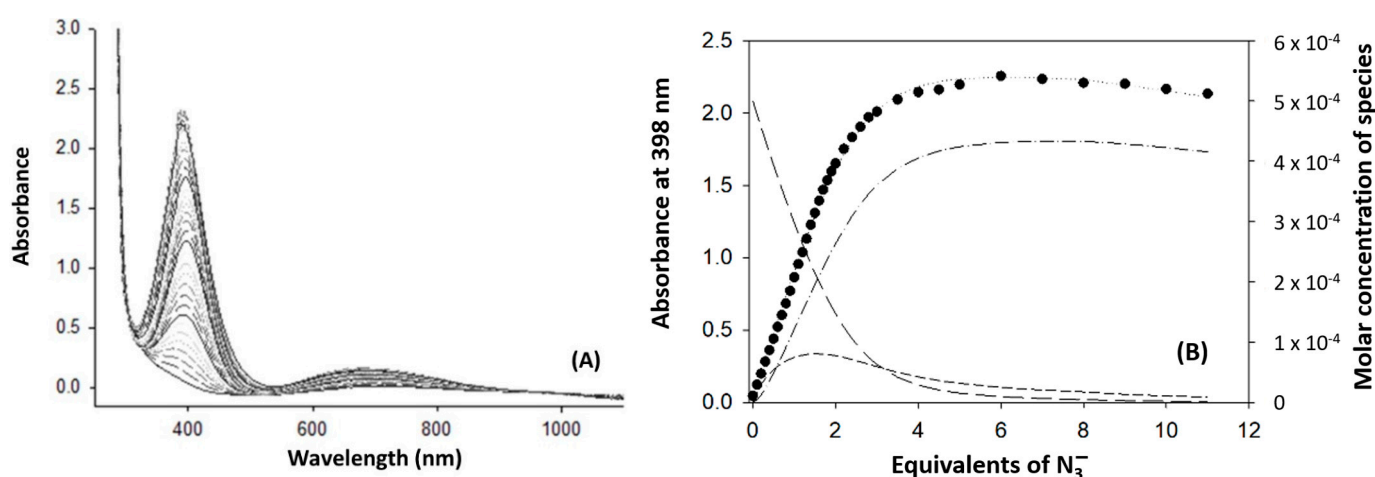 3.0
2.5
2.0
1.5
1.0
0.5
0.0
Absorbance
400
600
800
1000
Wavelength (nm)
(A)
2.5
2.0
1.5
1.0
0.5
0.0
Absorbance at 398 nm
0
2
4
6
8
10
12
Equivalents of N₃⁻
(B)
6 x 10⁻⁴
5 x 10⁻⁴
4 x 10⁻⁴
3 x 10⁻⁴
2 x 10⁻⁴
1 x 10⁻⁴
0
Molar concentration of species